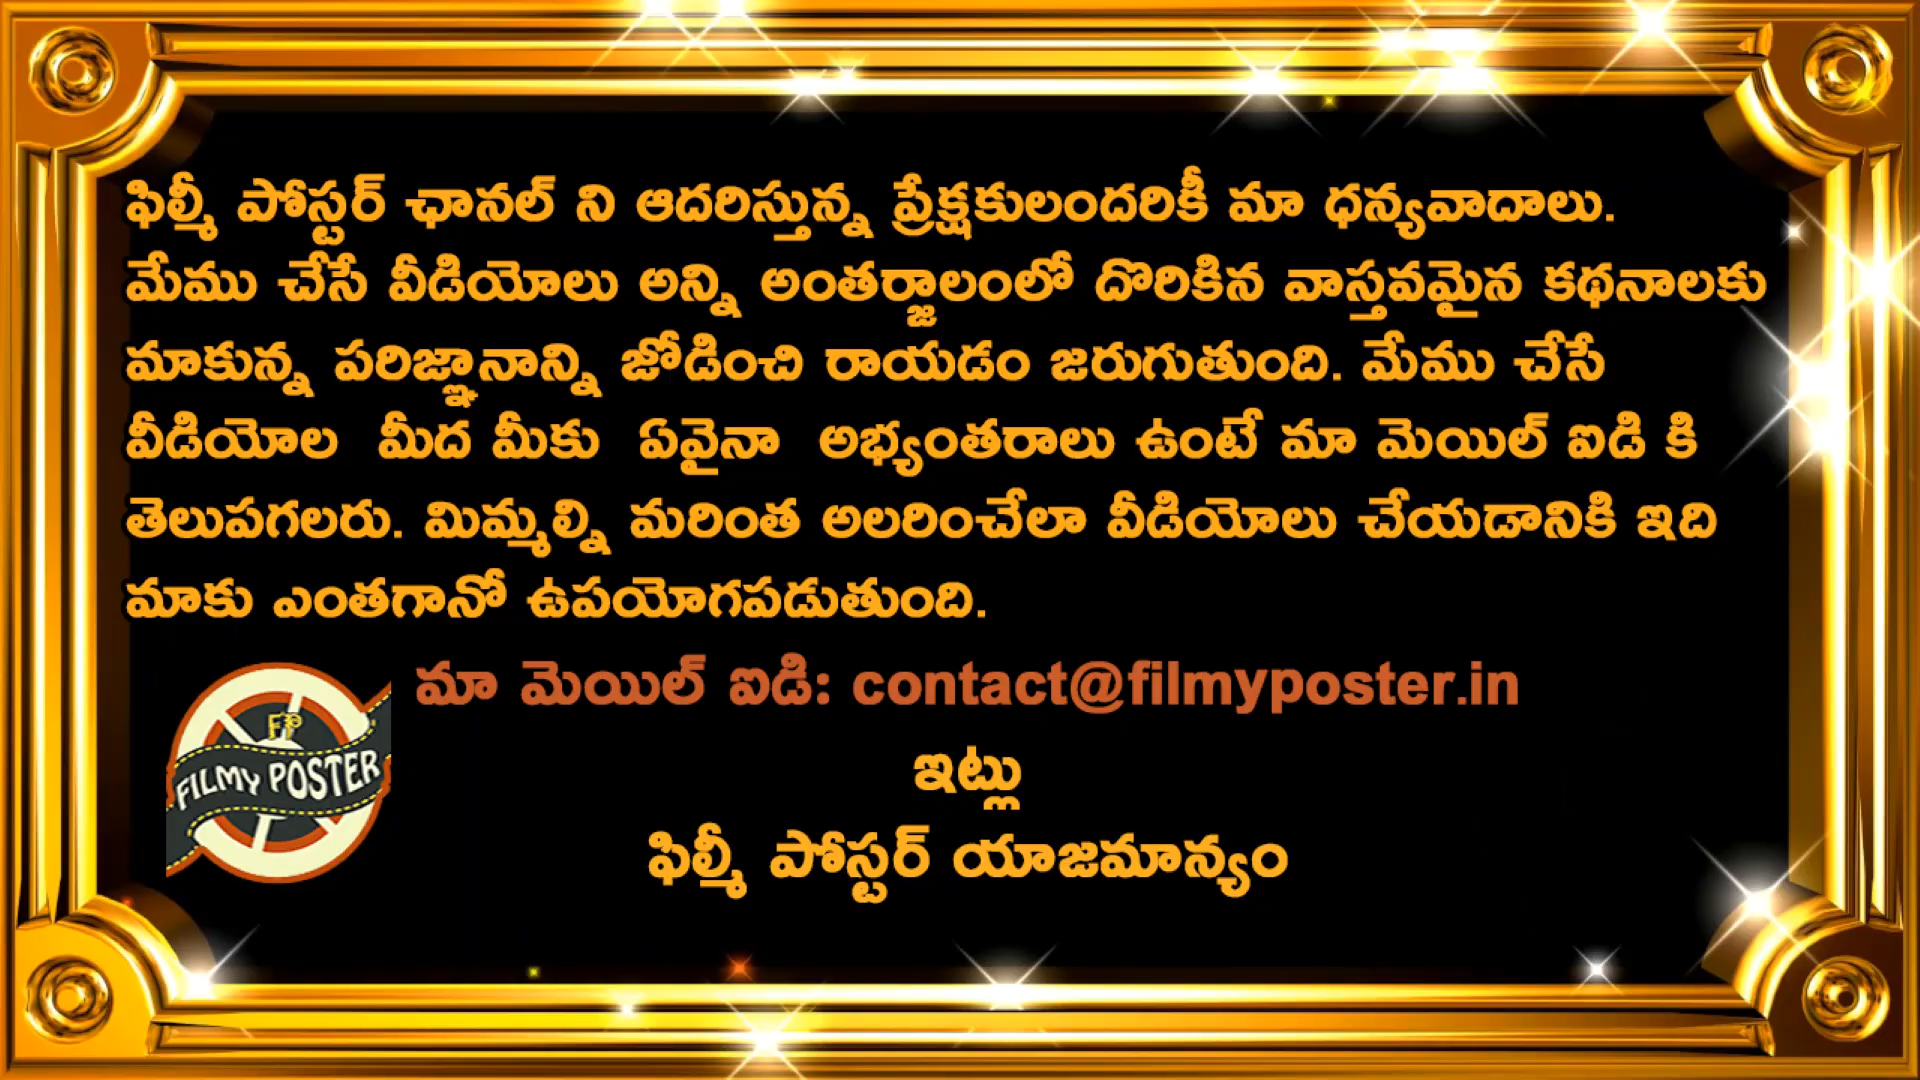 ఫిల్మీ పోస్టర్ ఛానల్ ని ఆదరిస్తున్న ప్రేక్షకులందరికీ మా ధన్యవాదాలు.
మేము చేసే వీడియోలు అన్ని అంతర్జాలంలో దొరికిన వాస్తవమైన కథనాలకు
మాకున్న పరిజ్ఞానాన్ని జోడించి రాయడం జరుగుతుంది. మేము చేసే
వీడియోల మీద మీకు ఏవైనా అభ్యంతరాలు ఉంటే మా మెయిల్ ఐడి కి
తెలుపగలరు. మిమ్మల్ని మరింత అలరించేలా వీడియోలు చేయడానికి ఇది
మాకు ఎంతగానో ఉపయోగపడుతుంది.
మా మెయిల్ ఐడి: contact@filmyposter.in
FP
FILMY POSTER
ఇట్లు
ఫిల్మీ పోస్టర్ యాజమాన్యం